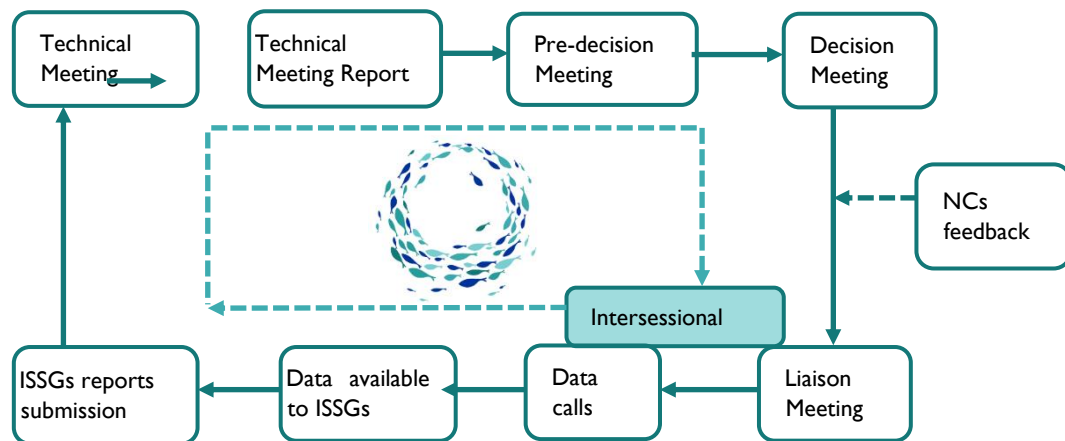 Technical
Meeting
Technical
Meeting Report
Pre-decision
Meeting
Decision
Meeting
NCs
feedback
Intersessional
ISSGs reports
submission
Data available
to ISSGs
Data
calls
Liaison
Meeting